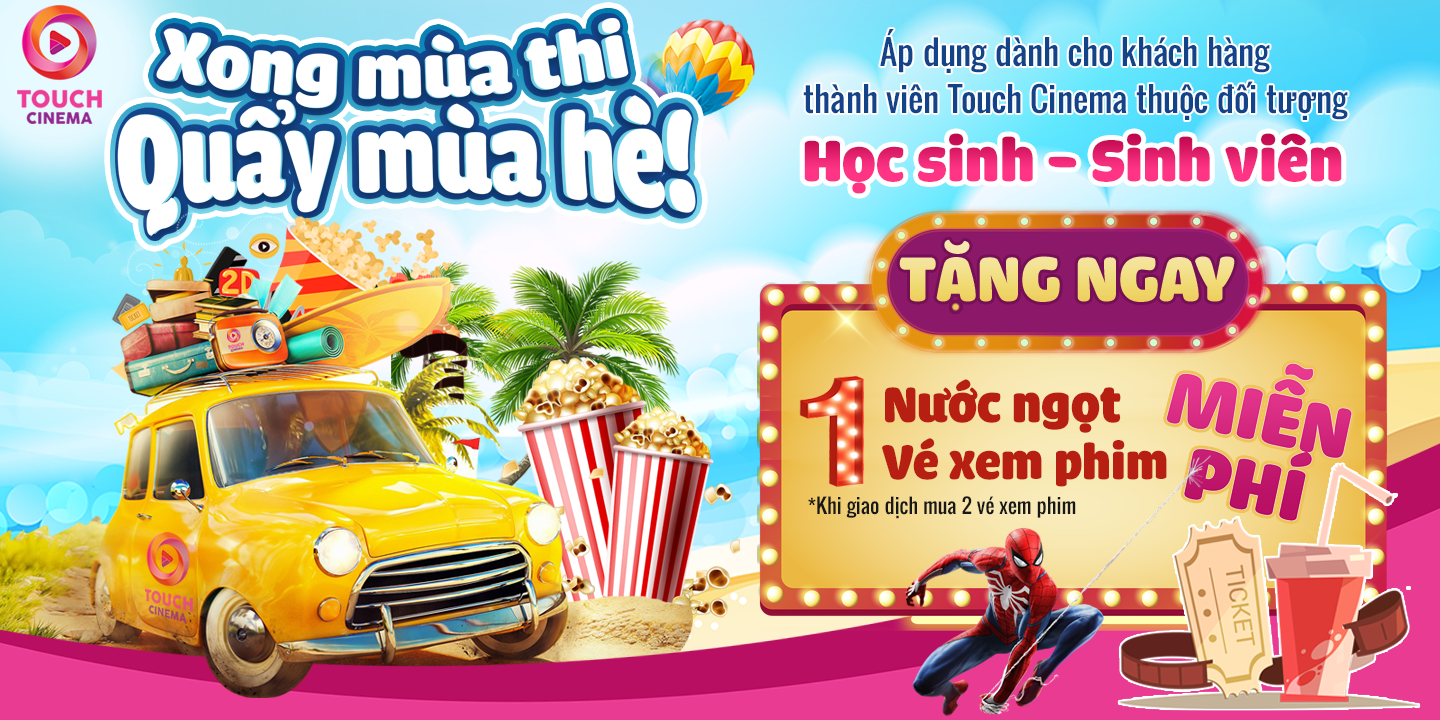 TOUCH
CINEMA
Xong mùa thi
Quẩy mùa hè!
Áp dụng dành cho khách hàng
thành viên Touch Cinema thuộc đối tượng
Học sinh - Sinh viên
TẶNG NGAY
1 Nước ngọt
Vé xem phim
MIỄN
PHÍ
*Khi giao dịch mua 2 vé xem phim
2D
TICKET
TOUCH
CINEMA
TOUCH
CINEMA
TICKET